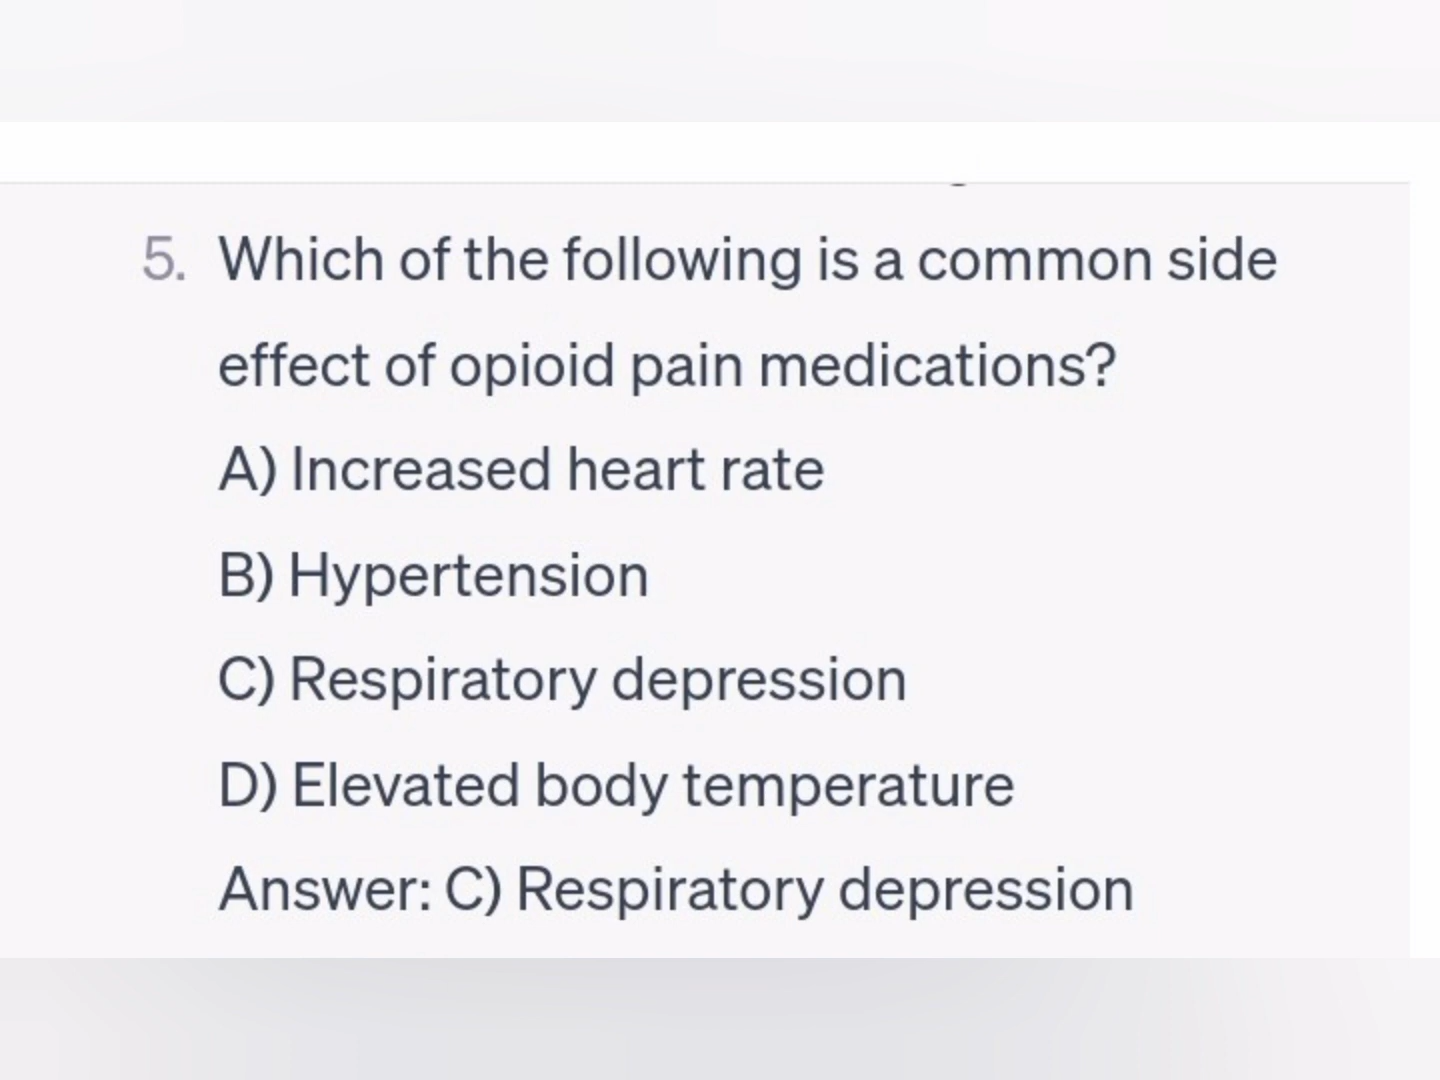 5. Which of the following is a common side
effect of opioid pain medications?
A) Increased heart rate
B) Hypertension
C) Respiratory depression
D) Elevated body temperature
Answer: C) Respiratory depression